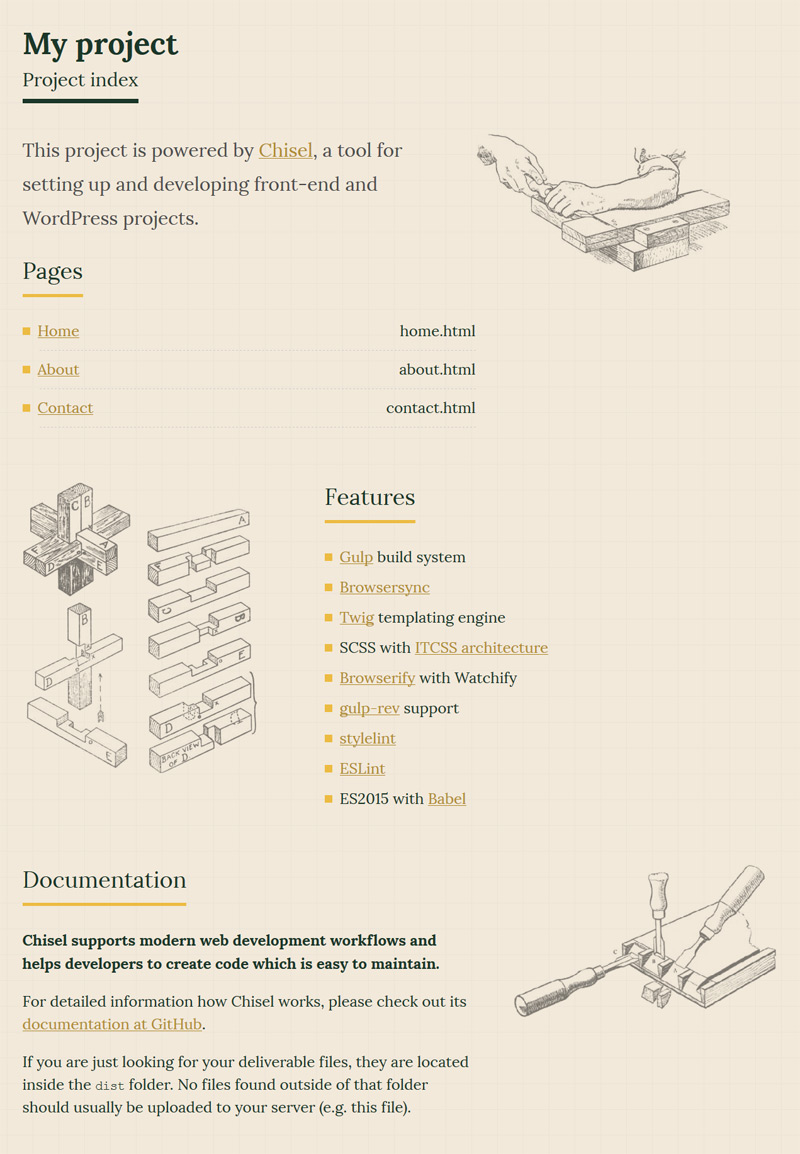 My project
Project index
This project is powered by Chisel, a tool for
setting up and developing front-end and
WordPress projects.
Pages
Home home.html
About about.html
Contact contact.html
C B
A
E
D
E
A
C
B
E
D
BACK VIEW
OF D
B
D
E
Features
Gulp build system
Browsersync
Twig templating engine
SCSS with ITCSS architecture
Browserify with Watchify
gulp-rev support
stylelint
ESLint
ES2015 with Babel
Documentation
Chisel supports modern web development workflows and
helps developers to create code which is easy to maintain.
For detailed information how Chisel works, please check out its
documentation at GitHub.
If you are just looking for your deliverable files, they are located
inside the dist folder. No files found outside of that folder
should usually be uploaded to your server (e.g. this file).